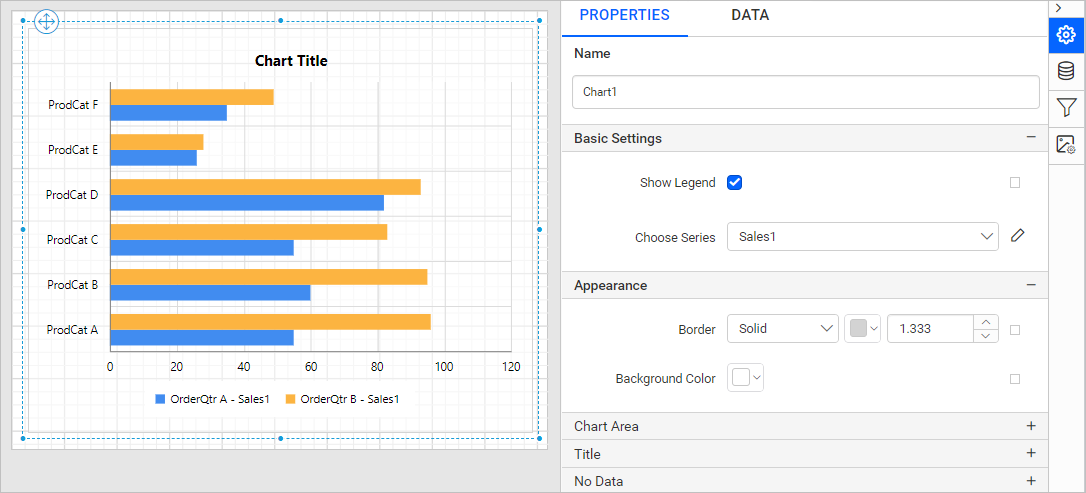 Chart Title
ProdCat F
ProdCat E
ProdCat D
ProdCat C
ProdCat B
ProdCat A
0 20 40 60 80 100 120
OrderQtr A - Sales1 OrderQtr B - Sales1
PROPERTIES DATA
Name
Chart1
Basic Settings
Show Legend
Choose Series Sales1
Appearance
Border Solid 1.333
Background Color
Chart Area
Title
No Data